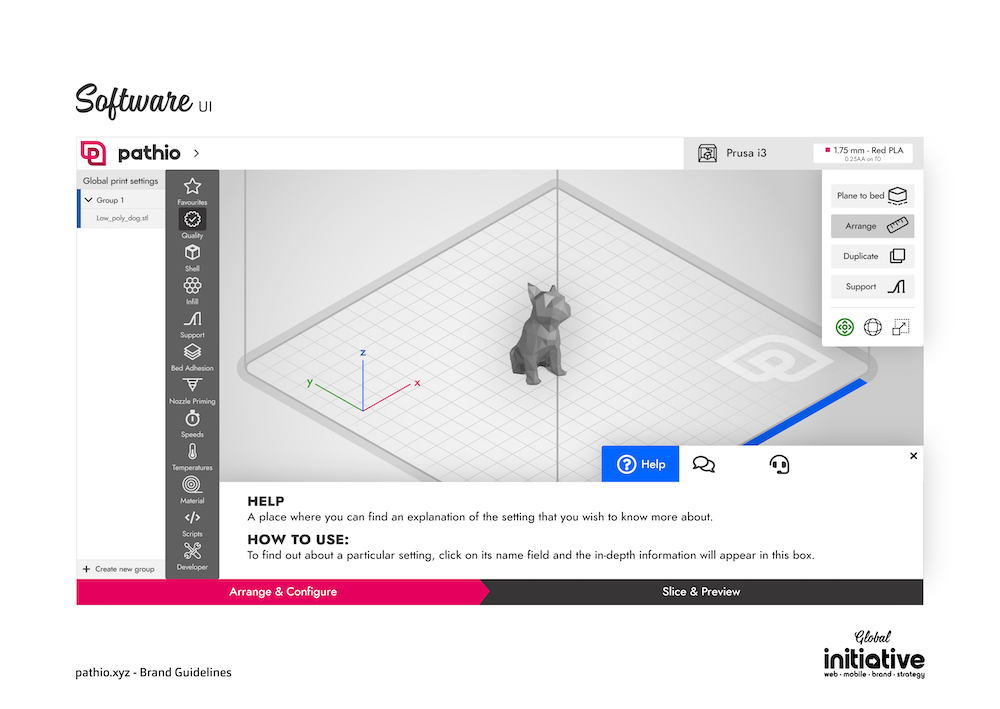 Software UI
pathio
Prusa i3
1.75 mm - Red PLA
0.25AA on T0
Global print settings
Group 1
Low_poly_dog.stl
Favourites
Quality
Shell
Infill
Support
Bed Adhesion
Nozzle Priming
Speeds
Temperatures
Material
Scripts
Developer
Plane to bed
Arrange
Duplicate
Support
z
y
x
Help
HELP
A place where you can find an explanation of the setting that you wish to know more about.
HOW TO USE:
To find out about a particular setting, click on its name field and the in-depth information will appear in this box.
+ Create new group
Arrange & Configure
Slice & Preview
pathio.xyz - Brand Guidelines
Global
initiative
web · mobile · brand · strategy